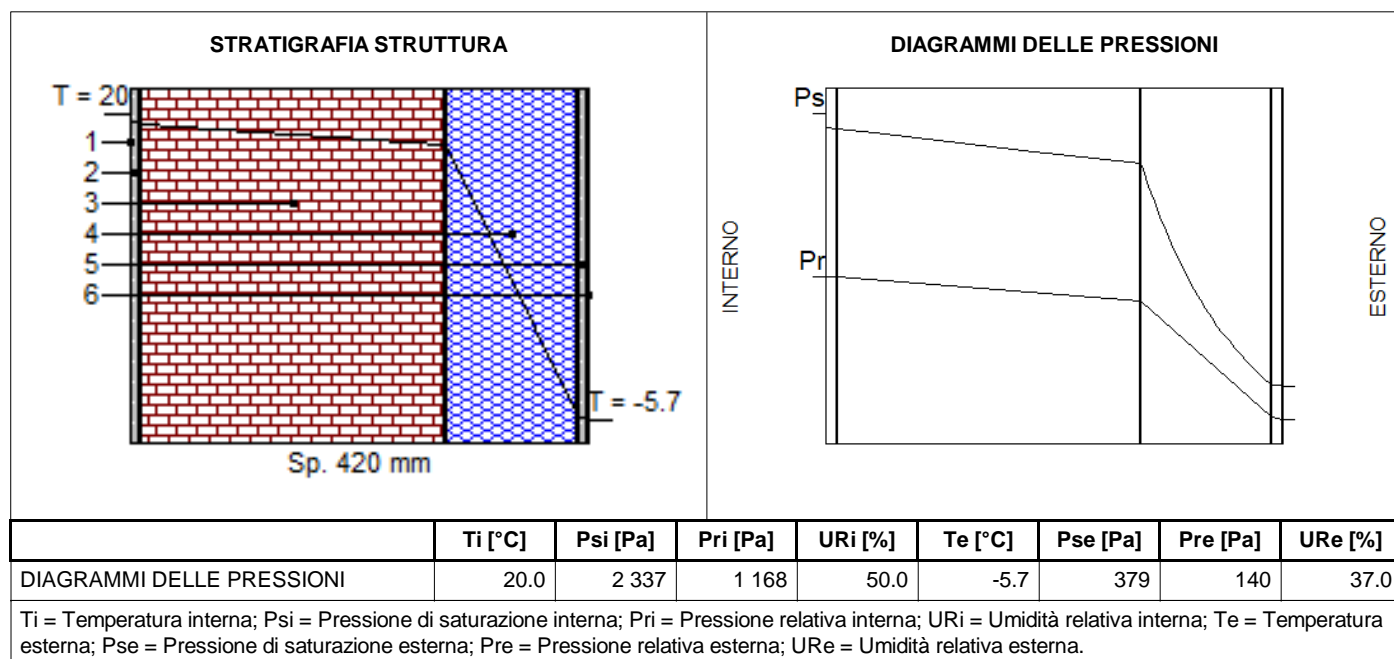 STRATIGRAFIA STRUTTURA
T = 20
1
2
3
4
5
6
T = -5.7
Sp. 420 mm
DIAGRAMMI DELLE PRESSIONI
Ps
Pr
INTERNO
ESTERNO
Ti [°C] Psi [Pa] Pri [Pa] URi [%] Te [°C] Pse [Pa] Pre [Pa] URe [%]
DIAGRAMMI DELLE PRESSIONI 20.0 2 337 1 168 50.0 -5.7 379 140 37.0
Ti = Temperatura interna; Psi = Pressione di saturazione interna; Pri = Pressione relativa interna; URi = Umidità relativa interna; Te = Temperatura
esterna; Pse = Pressione di saturazione esterna; Pre = Pressione relativa esterna; URe = Umidità relativa esterna.